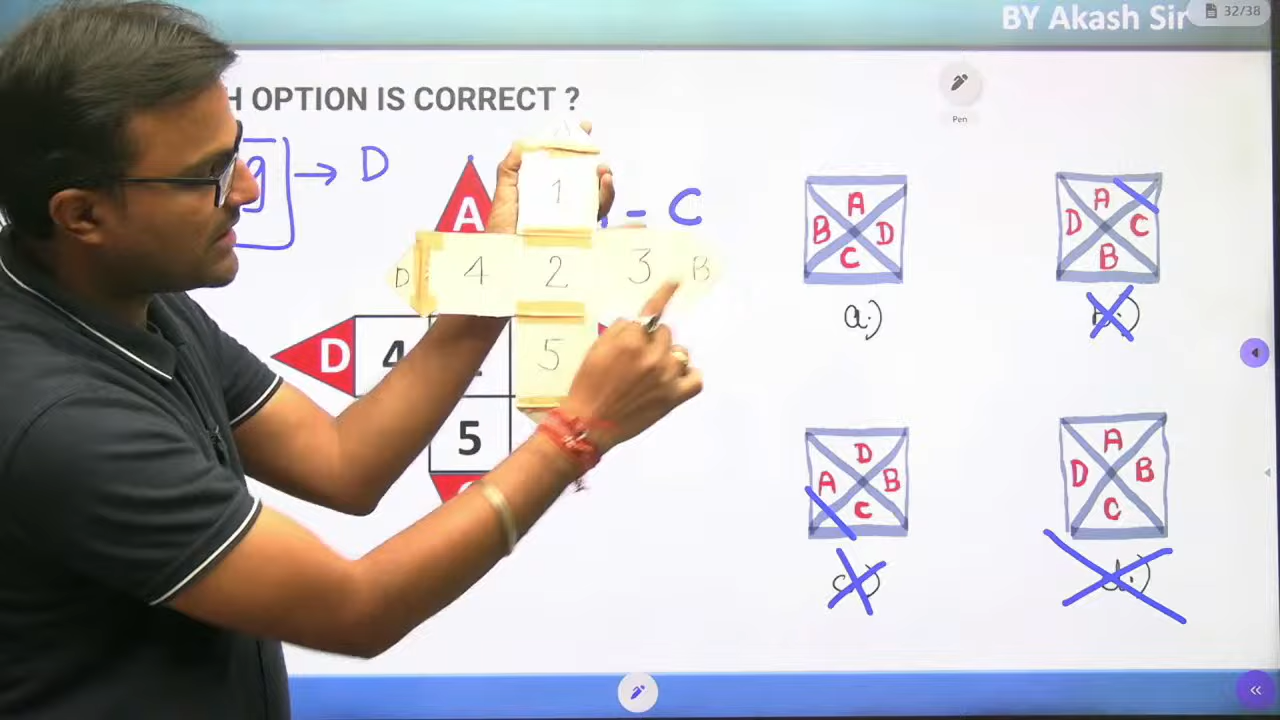 BY Akash Sir
32/38
H OPTION IS CORRECT ?
Pen
→ D
A
- C
A
1
D 4 2 3 B
5
D 4
5
A
B D
C
a.)
A
D C
B
D
A B
C
c.)
A
D B
C
d.)